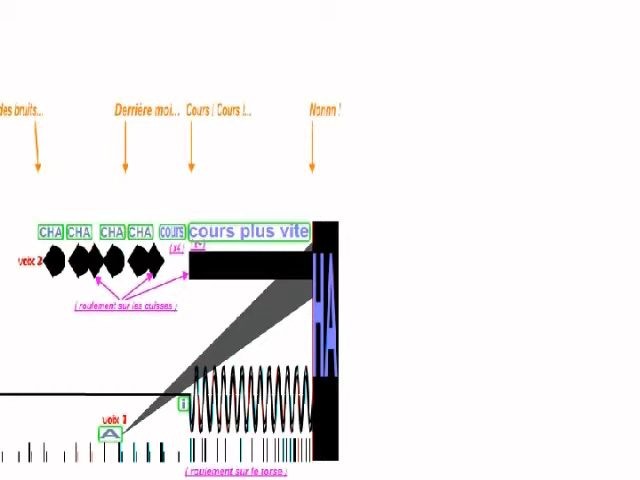 des bruits... Derrière moi... Cours ! Cours !... Nonnn !
CHA CHA CHA CHA cours cours plus vite
voix 2
( roulement sur les cuisses )
HA
i
voix 1
A
( roulement sur le torse )